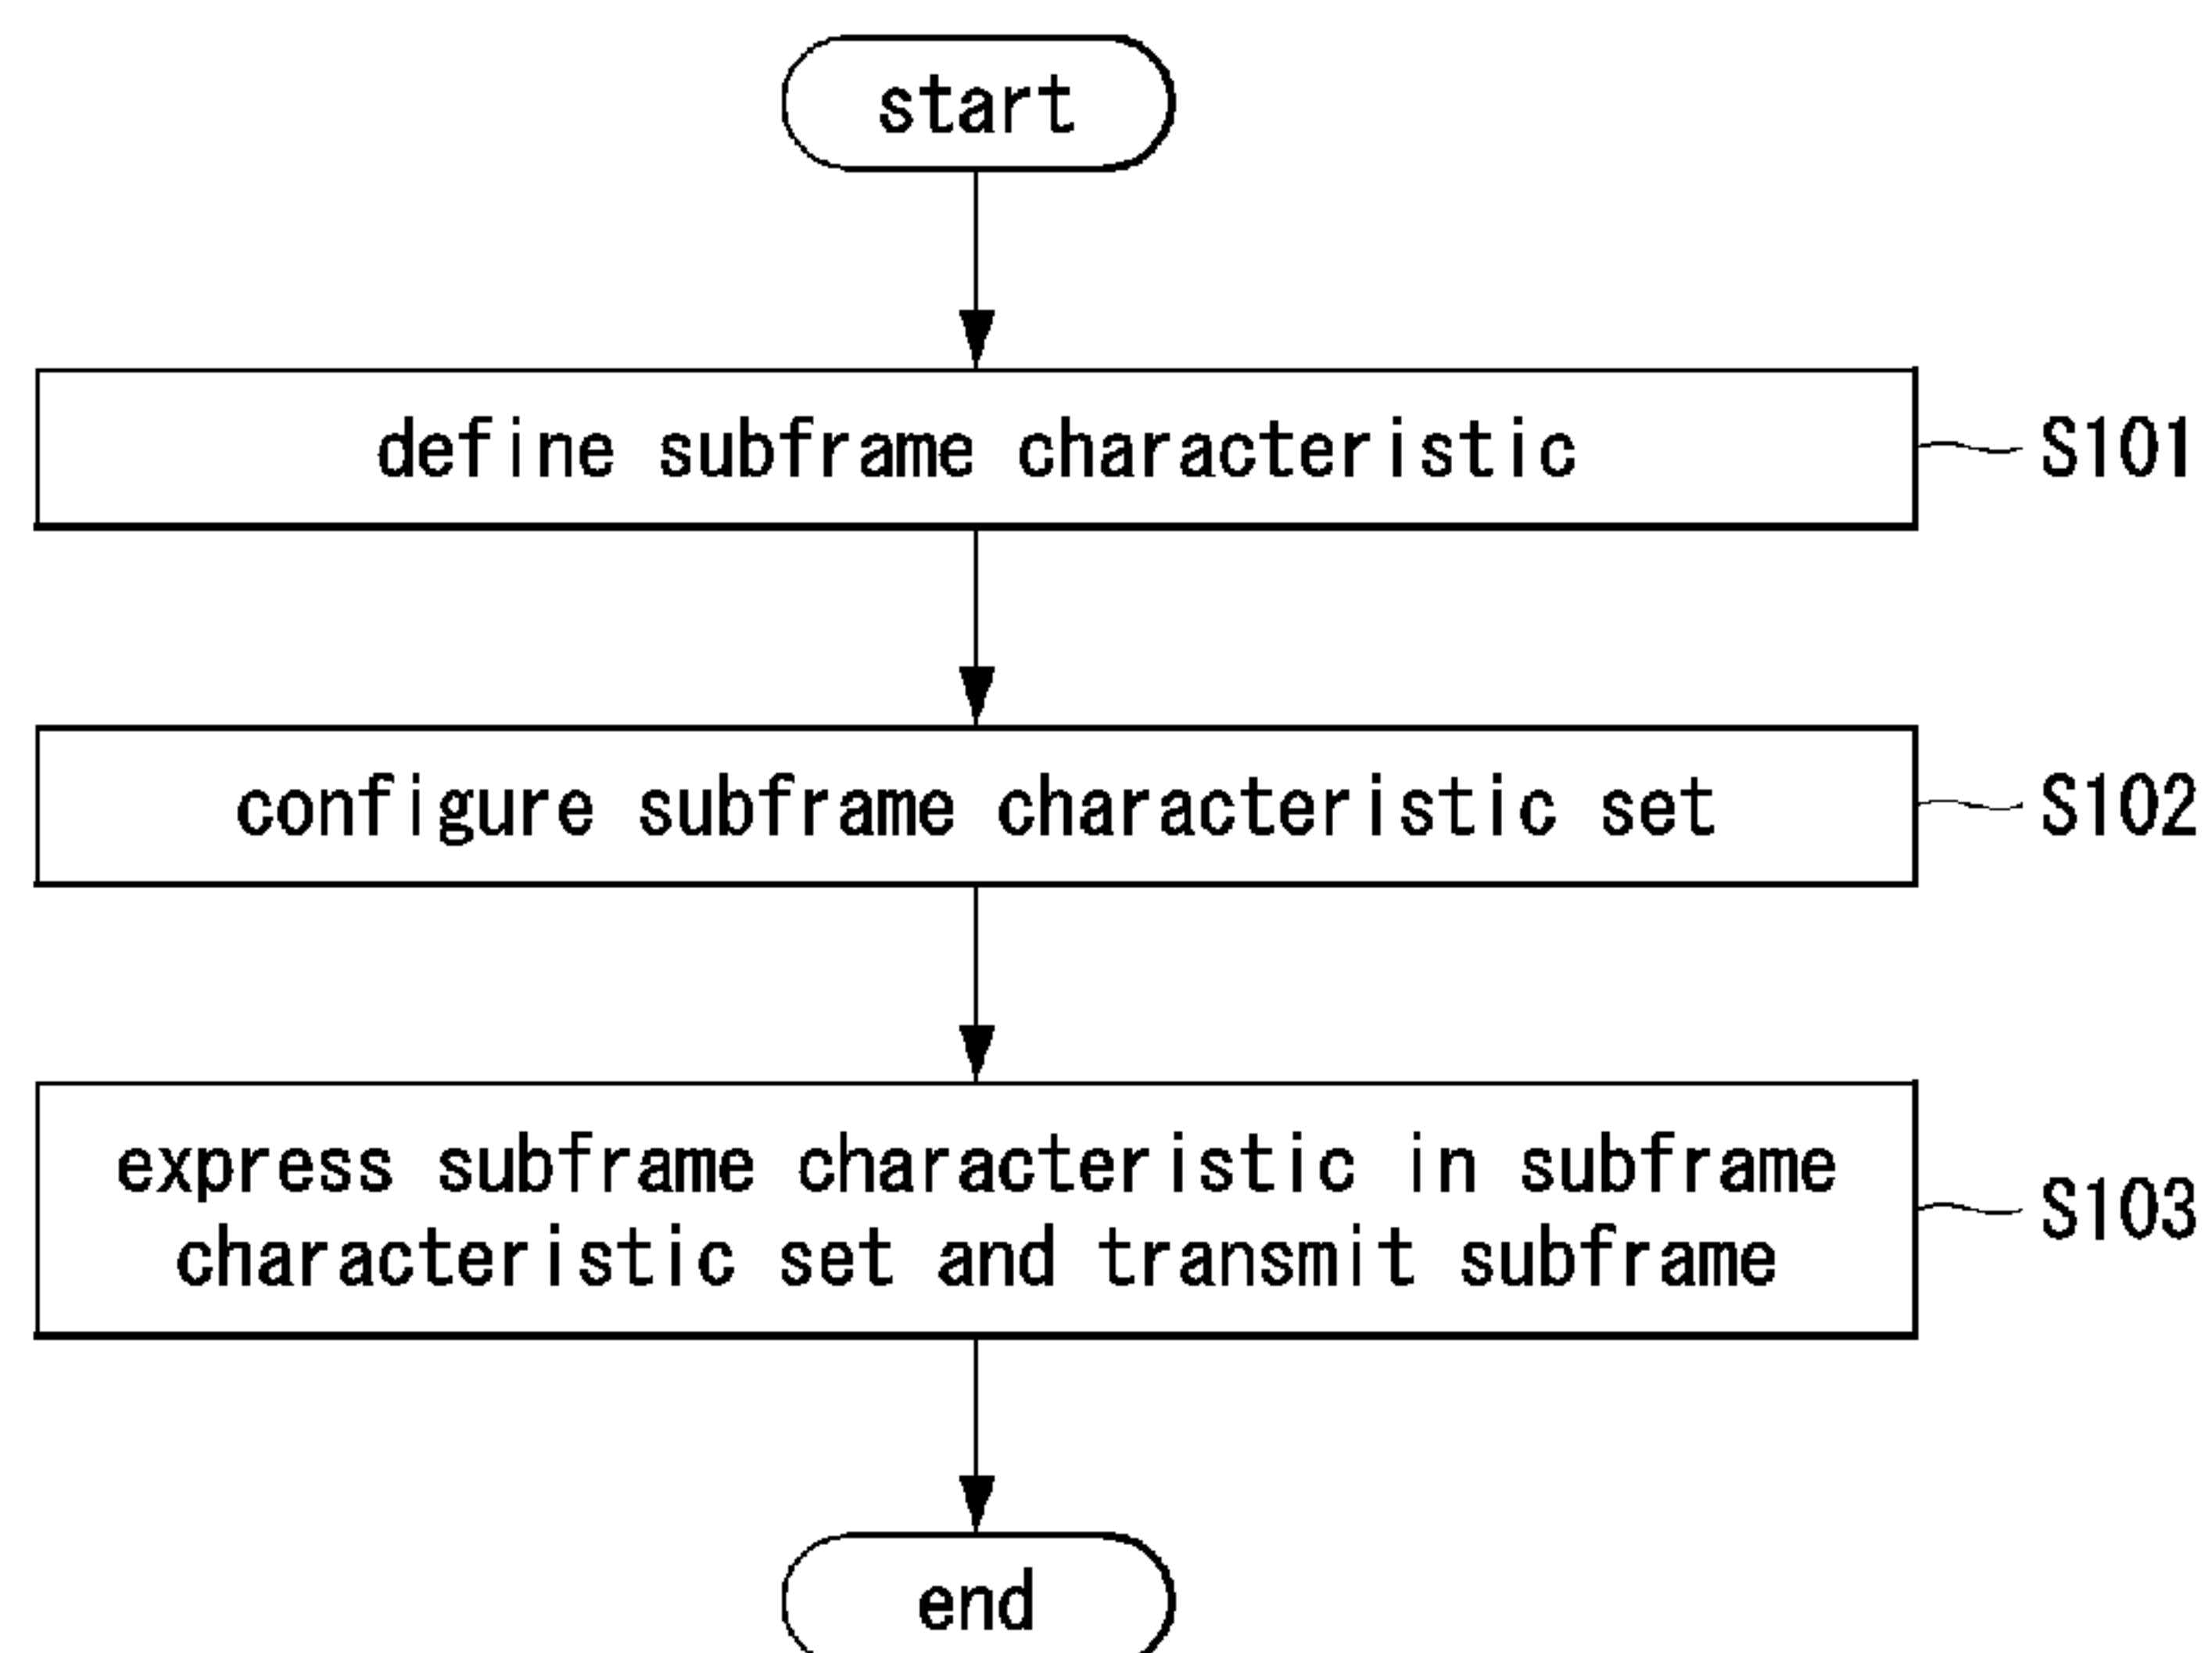 start
define subframe characteristic
S101
configure subframe characteristic set
S102
express subframe characteristic in subframe
characteristic set and transmit subframe
S103
end